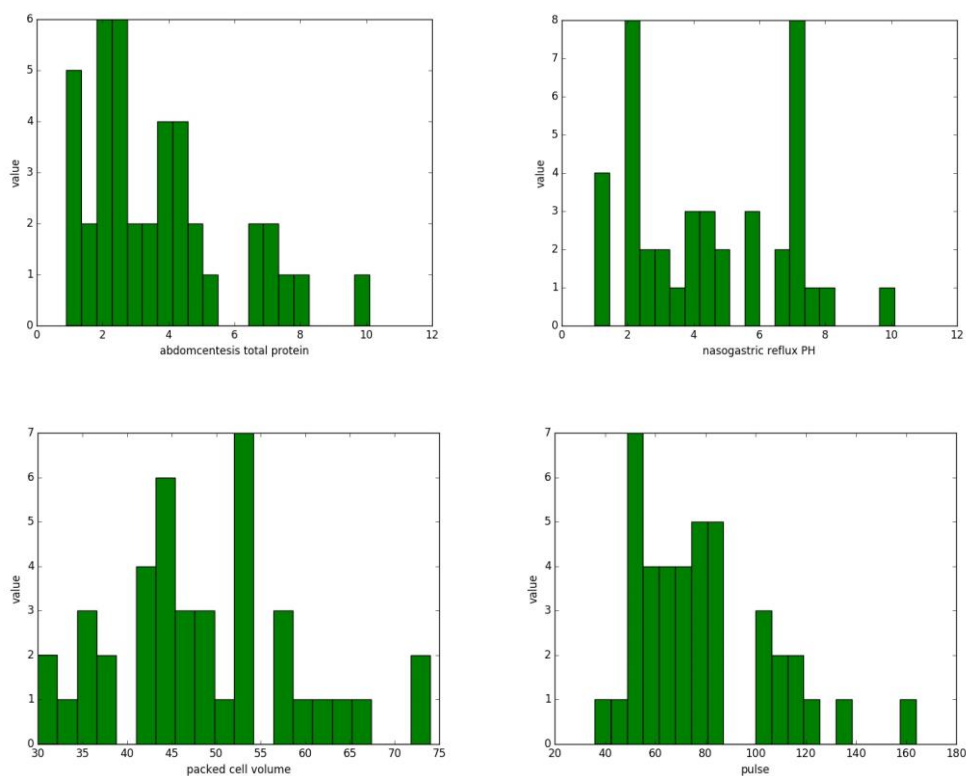 6
5
4
3
2
1
0
value
0 2 4 6 8 10 12
abdomcentesis total protein
8
7
6
5
4
3
2
1
0
value
0 2 4 6 8 10 12
nasogastric reflux PH
7
6
5
4
3
2
1
0
value
30 35 40 45 50 55 60 65 70 75
packed cell volume
7
6
5
4
3
2
1
0
value
20 40 60 80 100 120 140 160 180
pulse